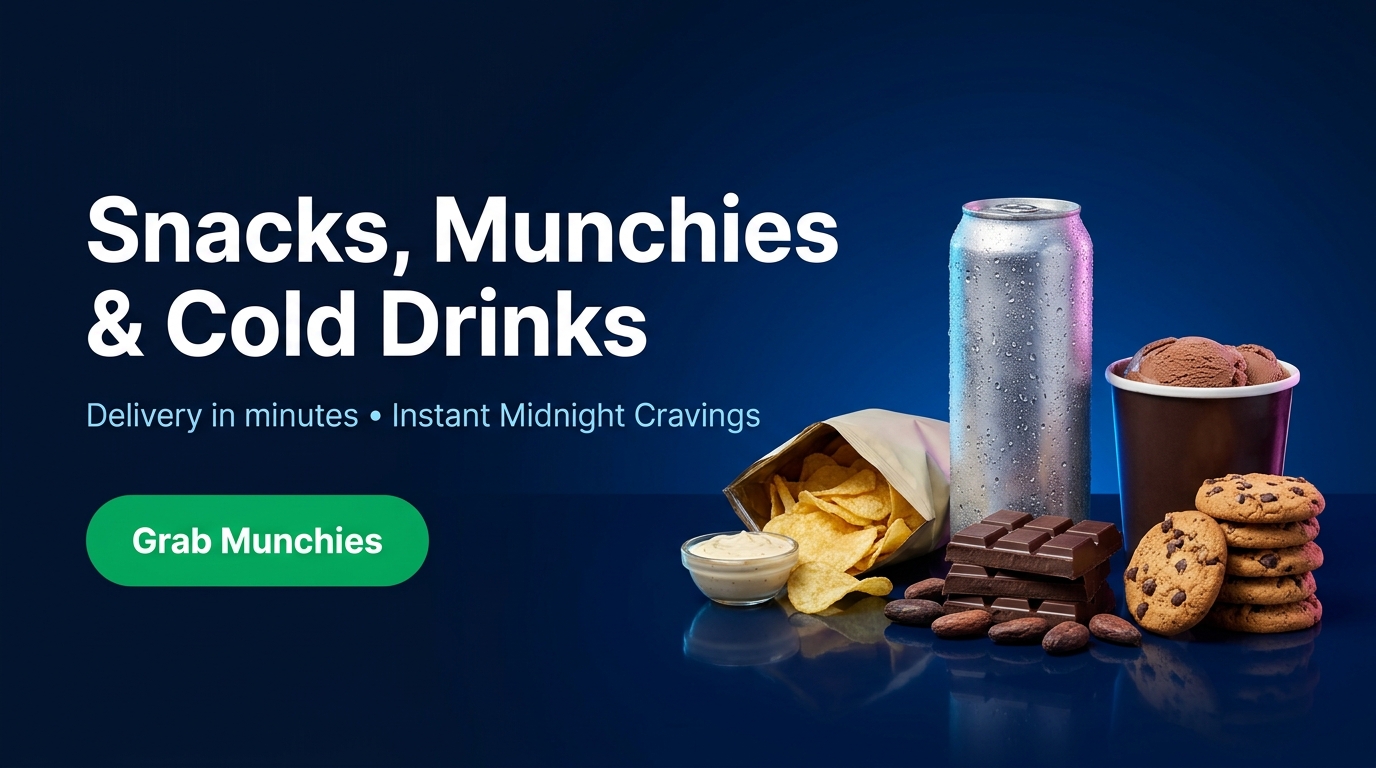 Snacks, Munchies
& Cold Drinks
Delivery in minutes • Instant Midnight Cravings
Grab Munchies